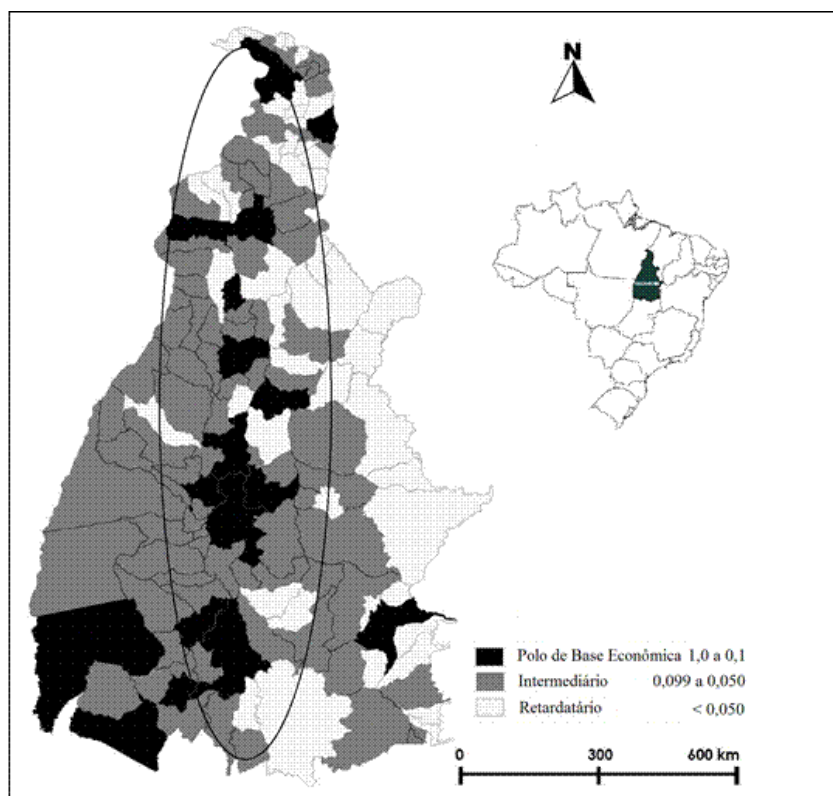 N
Polo de Base Econômica 1,0 a 0,1
Intermediário 0,099 a 0,050
Retardatário < 0,050
0 300 600 km